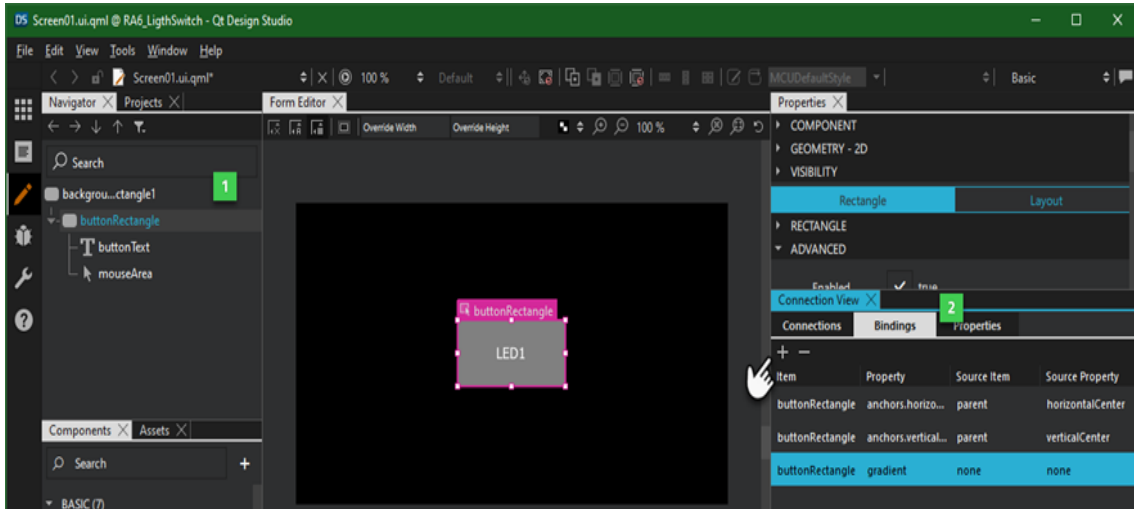 DS Screen01.ui.qml @ RA6_LigthSwitch - Qt Design Studio
File Edit View Tools Window Help
Screen01.ui.qml* 100 % Default MCUDefaultStyle Basic
Navigator Projects
Form Editor
Properties
Override Width Override Height 100 %
Search
backgrou...ctangle1
1
buttonRectangle
buttonText
mouseArea
buttonRectangle
LED1
COMPONENT
GEOMETRY - 2D
VISIBILITY
Rectangle Layout
RECTANGLE
ADVANCED
Enabled true
Connection View
2
Connections Bindings Properties
Item Property Source Item Source Property
buttonRectangle anchors.horizo... parent horizontalCenter
buttonRectangle anchors.vertical... parent verticalCenter
buttonRectangle gradient none none
Components Assets
Search
BASIC (7)